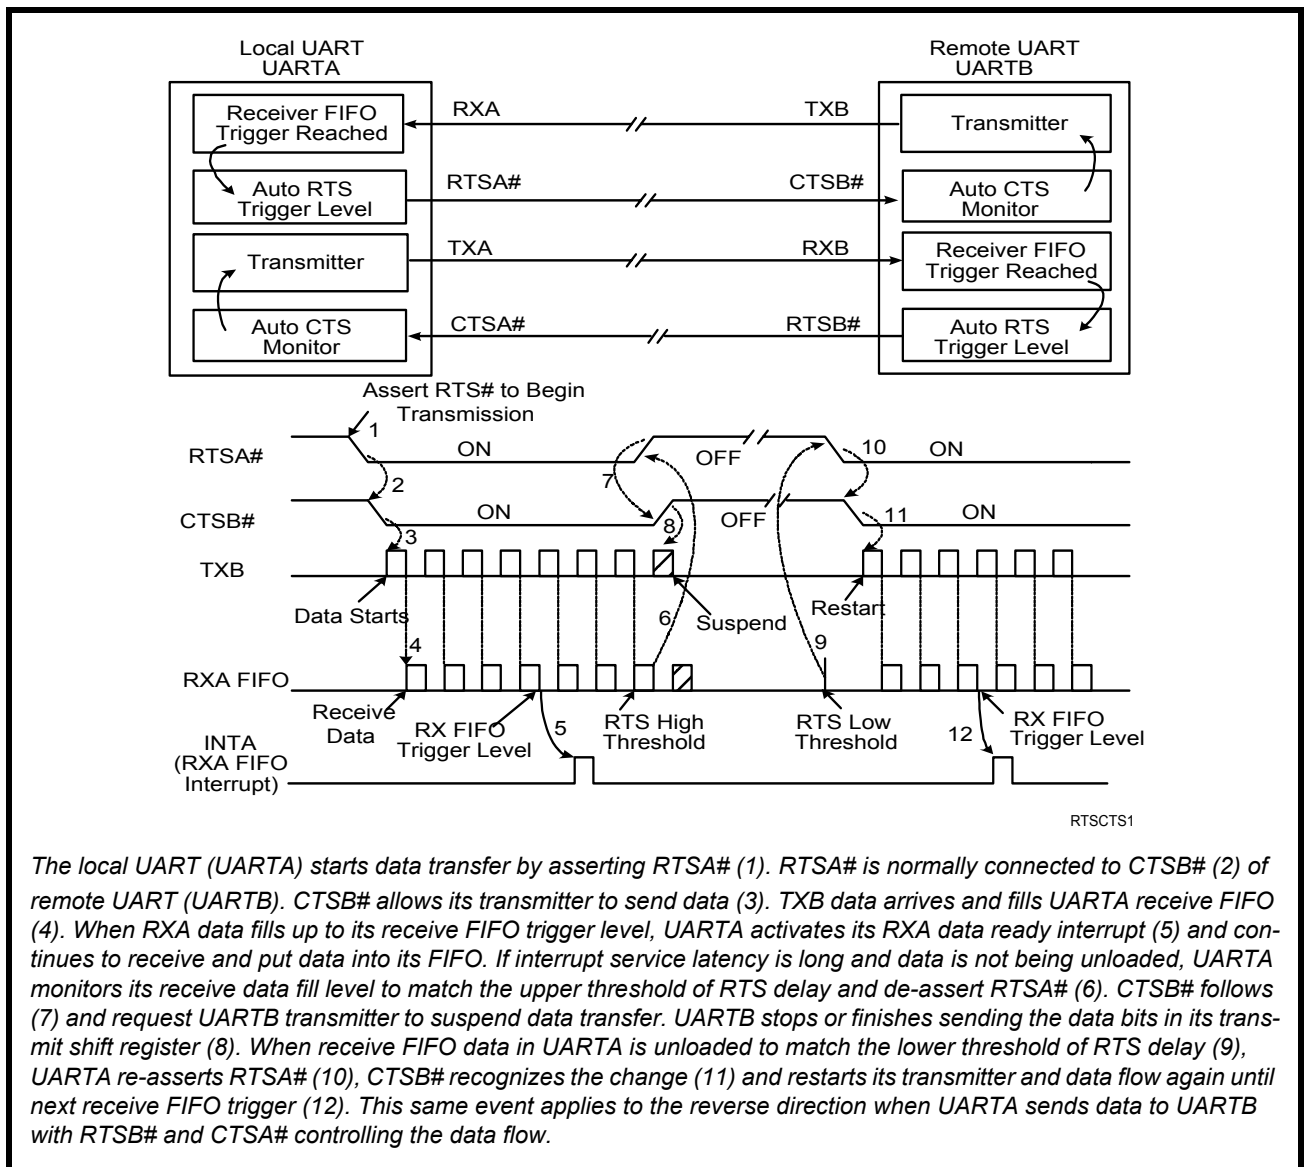 Local UART
UARTA
Remote UART
UARTB
Receiver FIFO
Trigger Reached
RXA
TXB
Transmitter
Auto RTS
Trigger Level
RTSA#
CTSB#
Auto CTS
Monitor
Transmitter
TXA
RXB
Receiver FIFO
Trigger Reached
Auto CTS
Monitor
CTSA#
RTSB#
Auto RTS
Trigger Level
Assert RTS# to Begin
Transmission
1
RTSA#
ON
OFF
10
ON
2
7
CTSB#
ON
8
OFF
11
ON
3
TXB
Data Starts
6
Suspend
Restart
4
9
RXA FIFO
Receive
Data
RX FIFO
Trigger Level
5
RTS High
Threshold
RTS Low
Threshold
12
RX FIFO
Trigger Level
INTA
(RXA FIFO
Interrupt)
RTSCTS1
The local UART (UARTA) starts data transfer by asserting RTSA# (1). RTSA# is normally connected to CTSB# (2) of
remote UART (UARTB). CTSB# allows its transmitter to send data (3). TXB data arrives and fills UARTA receive FIFO
(4). When RXA data fills up to its receive FIFO trigger level, UARTA activates its RXA data ready interrupt (5) and con-
tinues to receive and put data into its FIFO. If interrupt service latency is long and data is not being unloaded, UARTA
monitors its receive data fill level to match the upper threshold of RTS delay and de-assert RTSA# (6). CTSB# follows
(7) and request UARTB transmitter to suspend data transfer. UARTB stops or finishes sending the data bits in its trans-
mit shift register (8). When receive FIFO data in UARTA is unloaded to match the lower threshold of RTS delay (9),
UARTA re-asserts RTSA# (10), CTSB# recognizes the change (11) and restarts its transmitter and data flow again until
next receive FIFO trigger (12). This same event applies to the reverse direction when UARTA sends data to UARTB
with RTSB# and CTSA# controlling the data flow.